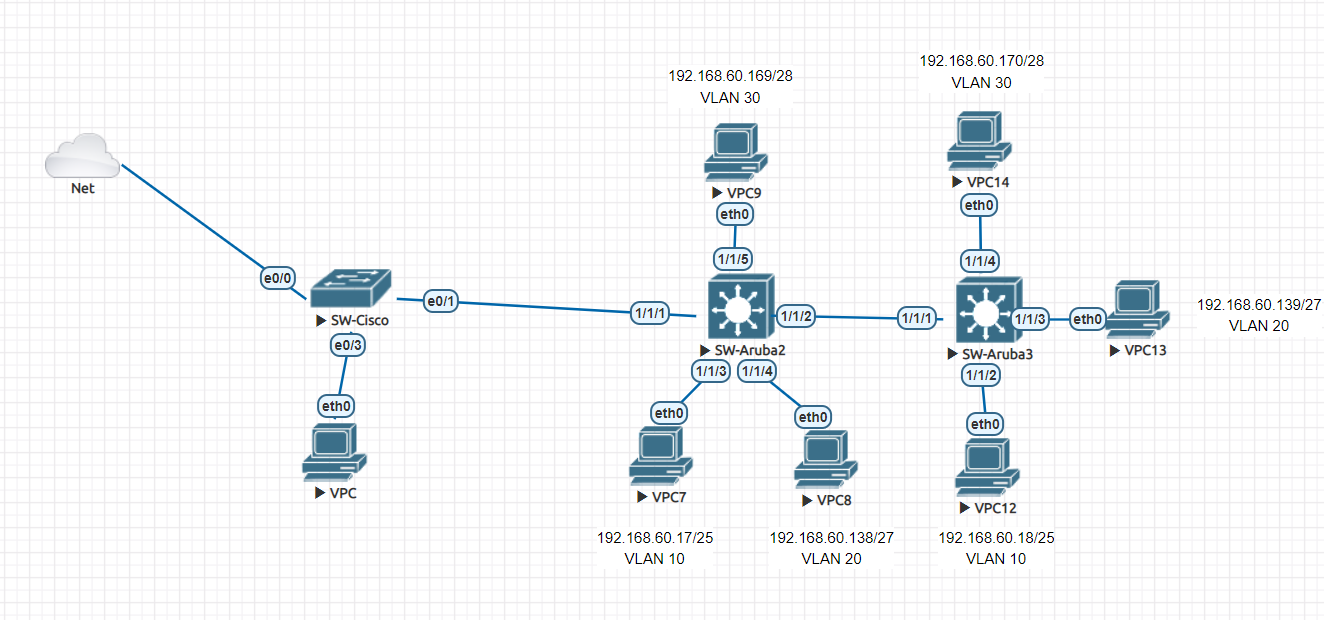 192.168.60.170/28
VLAN 30
192.168.60.169/28
VLAN 30
Net
VPC9
eth0
VPC14
eth0
1/1/5
1/1/4
e0/0
SW-Cisco
e0/1
1/1/1
1/1/2
1/1/1
1/1/3
eth0
192.168.60.139/27
VLAN 20
VPC13
SW-Aruba2
SW-Aruba3
e0/3
1/1/3
1/1/4
1/1/2
eth0
eth0
eth0
eth0
VPC
VPC7
VPC8
VPC12
192.168.60.17/25
VLAN 10
192.168.60.138/27
VLAN 20
192.168.60.18/25
VLAN 10